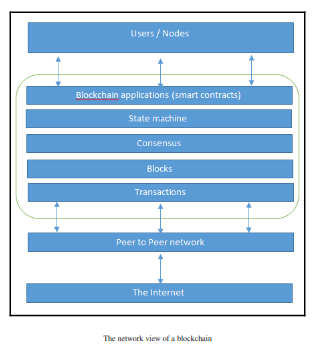 Users / Nodes
Blockchain applications (smart contracts)
State machine
Consensus
Blocks
Transactions
Peer to Peer network
The Internet
The network view of a blockchain